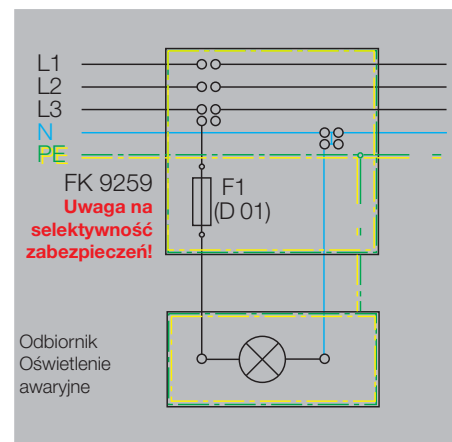 L1
L2
L3
N
PE
FK 9259
Uwaga na
selektywność
zabezpieczeń!
F1
(D 01)
Odbiornik
Oświetlenie
awaryjne